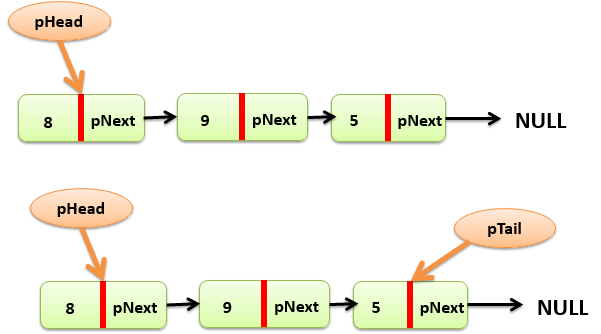 pHead
8 pNext 9 pNext 5 pNext NULL
pHead pTail
8 pNext 9 pNext 5 pNext NULL